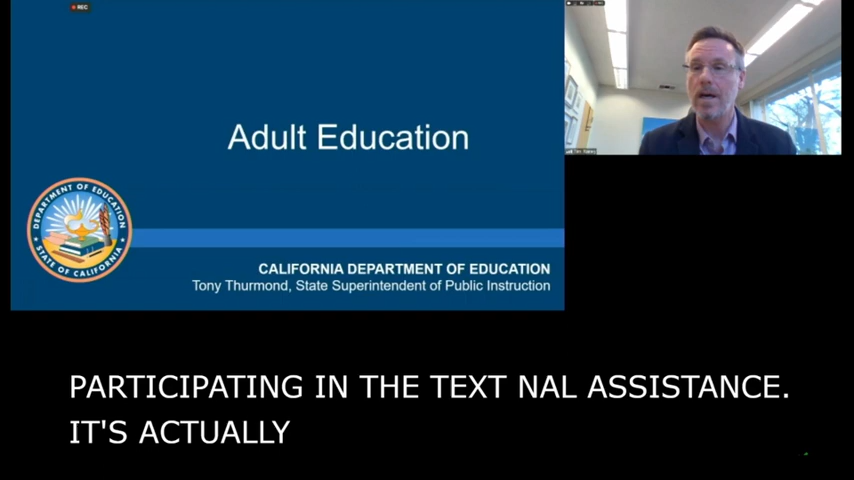 REC
Adult Education
DEPARTMENT OF EDUCATION
STATE OF CALIFORNIA
CALIFORNIA DEPARTMENT OF EDUCATION
Tony Thurmond, State Superintendent of Public Instruction
PARTICIPATING IN THE TEXT NAL ASSISTANCE.
IT'S ACTUALLY